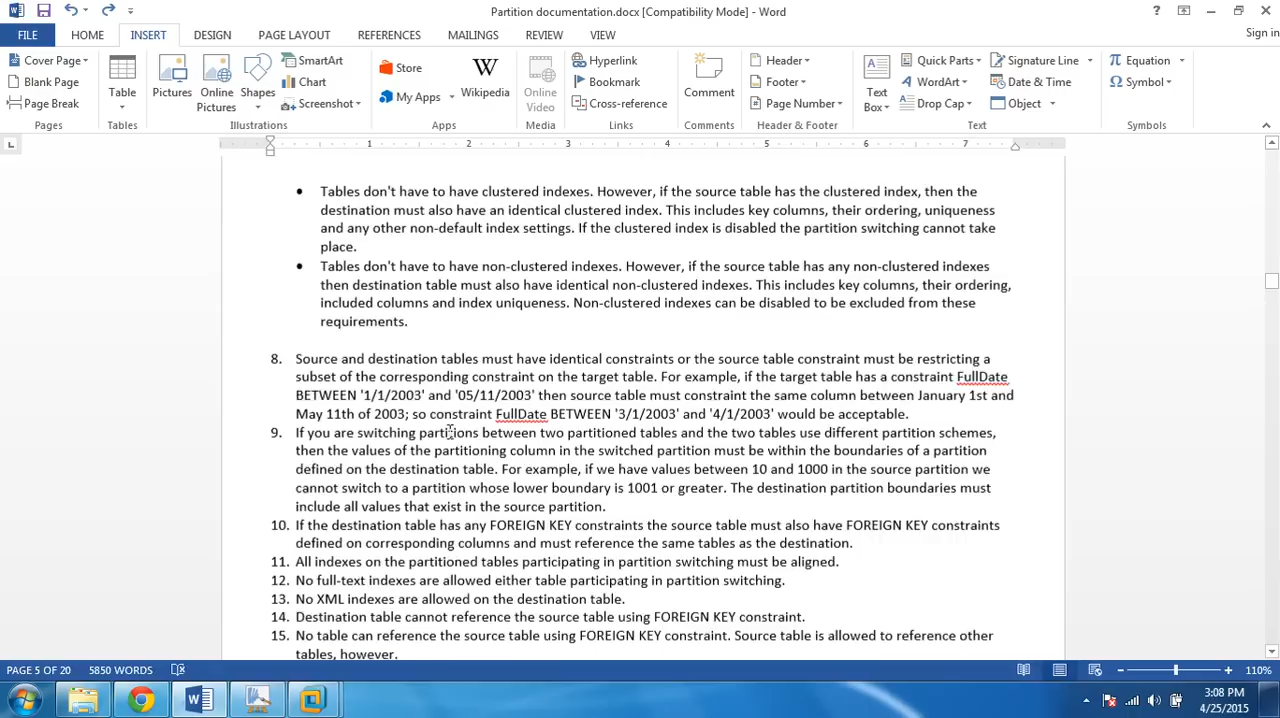 Partition documentation.docx [Compatibility Mode] - Word
?
Sign in
FILE HOME INSERT DESIGN PAGE LAYOUT REFERENCES MAILINGS REVIEW VIEW
Cover Page
Blank Page
Page Break
Pages
Table
Tables
Pictures
Online Pictures
Shapes
SmartArt
Chart
Screenshot
Illustrations
Store
My Apps
Wikipedia
Apps
Online Video
Media
Hyperlink
Bookmark
Cross-reference
Links
Comment
Comments
Header
Footer
Page Number
Header & Footer
Text Box
Quick Parts
WordArt
Drop Cap
Signature Line
Date & Time
Object
Text
Equation
Symbol
Symbols
1 2 3 4 5 6 7
• Tables don't have to have clustered indexes. However, if the source table has the clustered index, then the
destination must also have an identical clustered index. This includes key columns, their ordering, uniqueness
and any other non-default index settings. If the clustered index is disabled the partition switching cannot take
place.
• Tables don't have to have non-clustered indexes. However, if the source table has any non-clustered indexes
then destination table must also have identical non-clustered indexes. This includes key columns, their ordering,
included columns and index uniqueness. Non-clustered indexes can be disabled to be excluded from these
requirements.
8. Source and destination tables must have identical constraints or the source table constraint must be restricting a
subset of the corresponding constraint on the target table. For example, if the target table has a constraint FullDate
BETWEEN '1/1/2003' and '05/11/2003' then source table must constraint the same column between January 1st and
May 11th of 2003; so constraint FullDate BETWEEN '3/1/2003' and '4/1/2003' would be acceptable.
9. If you are switching partitions between two partitioned tables and the two tables use different partition schemes,
then the values of the partitioning column in the switched partition must be within the boundaries of a partition
defined on the destination table. For example, if we have values between 10 and 1000 in the source partition we
cannot switch to a partition whose lower boundary is 1001 or greater. The destination partition boundaries must
include all values that exist in the source partition.
10. If the destination table has any FOREIGN KEY constraints the source table must also have FOREIGN KEY constraints
defined on corresponding columns and must reference the same tables as the destination.
11. All indexes on the partitioned tables participating in partition switching must be aligned.
12. No full-text indexes are allowed either table participating in partition switching.
13. No XML indexes are allowed on the destination table.
14. Destination table cannot reference the source table using FOREIGN KEY constraint.
15. No table can reference the source table using FOREIGN KEY constraint. Source table is allowed to reference other
tables, however.
PAGE 5 OF 20 5850 WORDS 110%
3:08 PM
4/25/2015